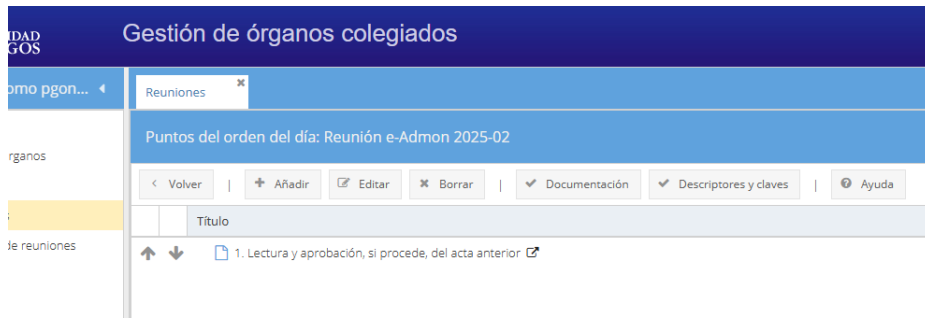 IDAD
GOS
Gestión de órganos colegiados
omo pgon...
Reuniones
Puntos del orden del día: Reunión e-Admon 2025-02
rganos
Volver | Añadir Editar Borrar | Documentación Descriptores y claves | Ayuda
Título
de reuniones
1. Lectura y aprobación, si procede, del acta anterior